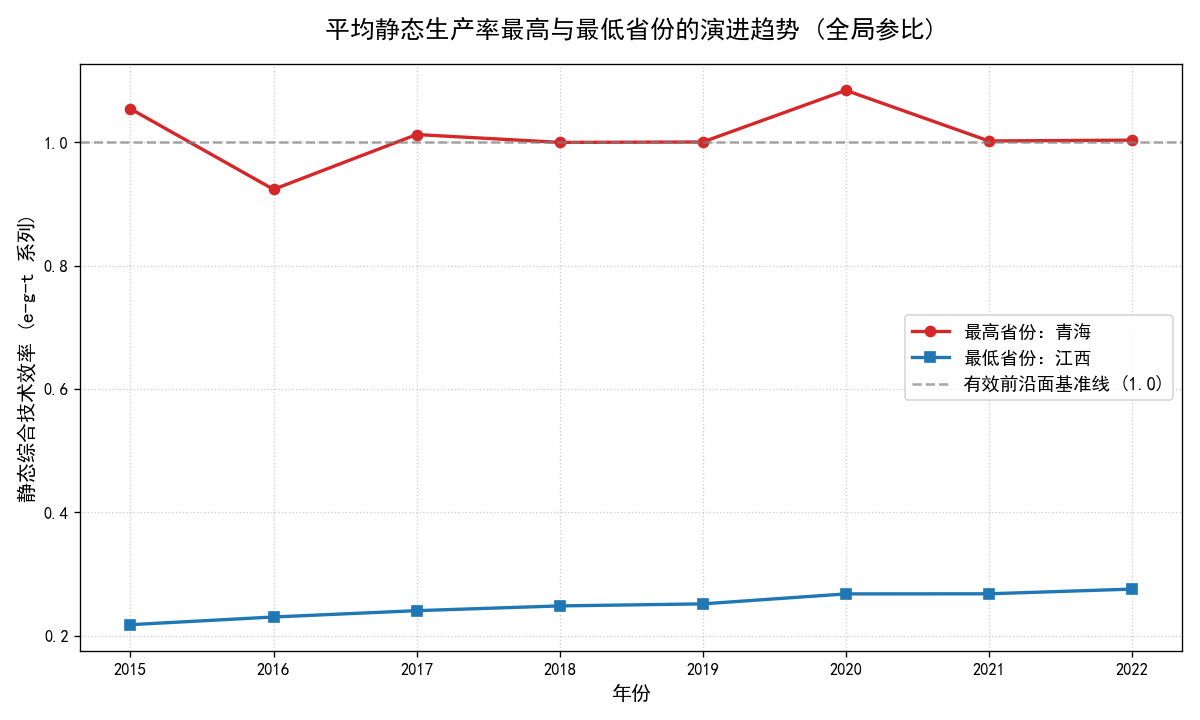 平均静态生产率最高与最低省份的演进趋势 (全局参比)
静态综合技术效率 (e-g-t 系列)
1.0
0.8
0.6
0.4
0.2
最高省份: 青海
最低省份: 江西
有效前沿面基准线 (1.0)
2015 2016 2017 2018 2019 2020 2021 2022
年份